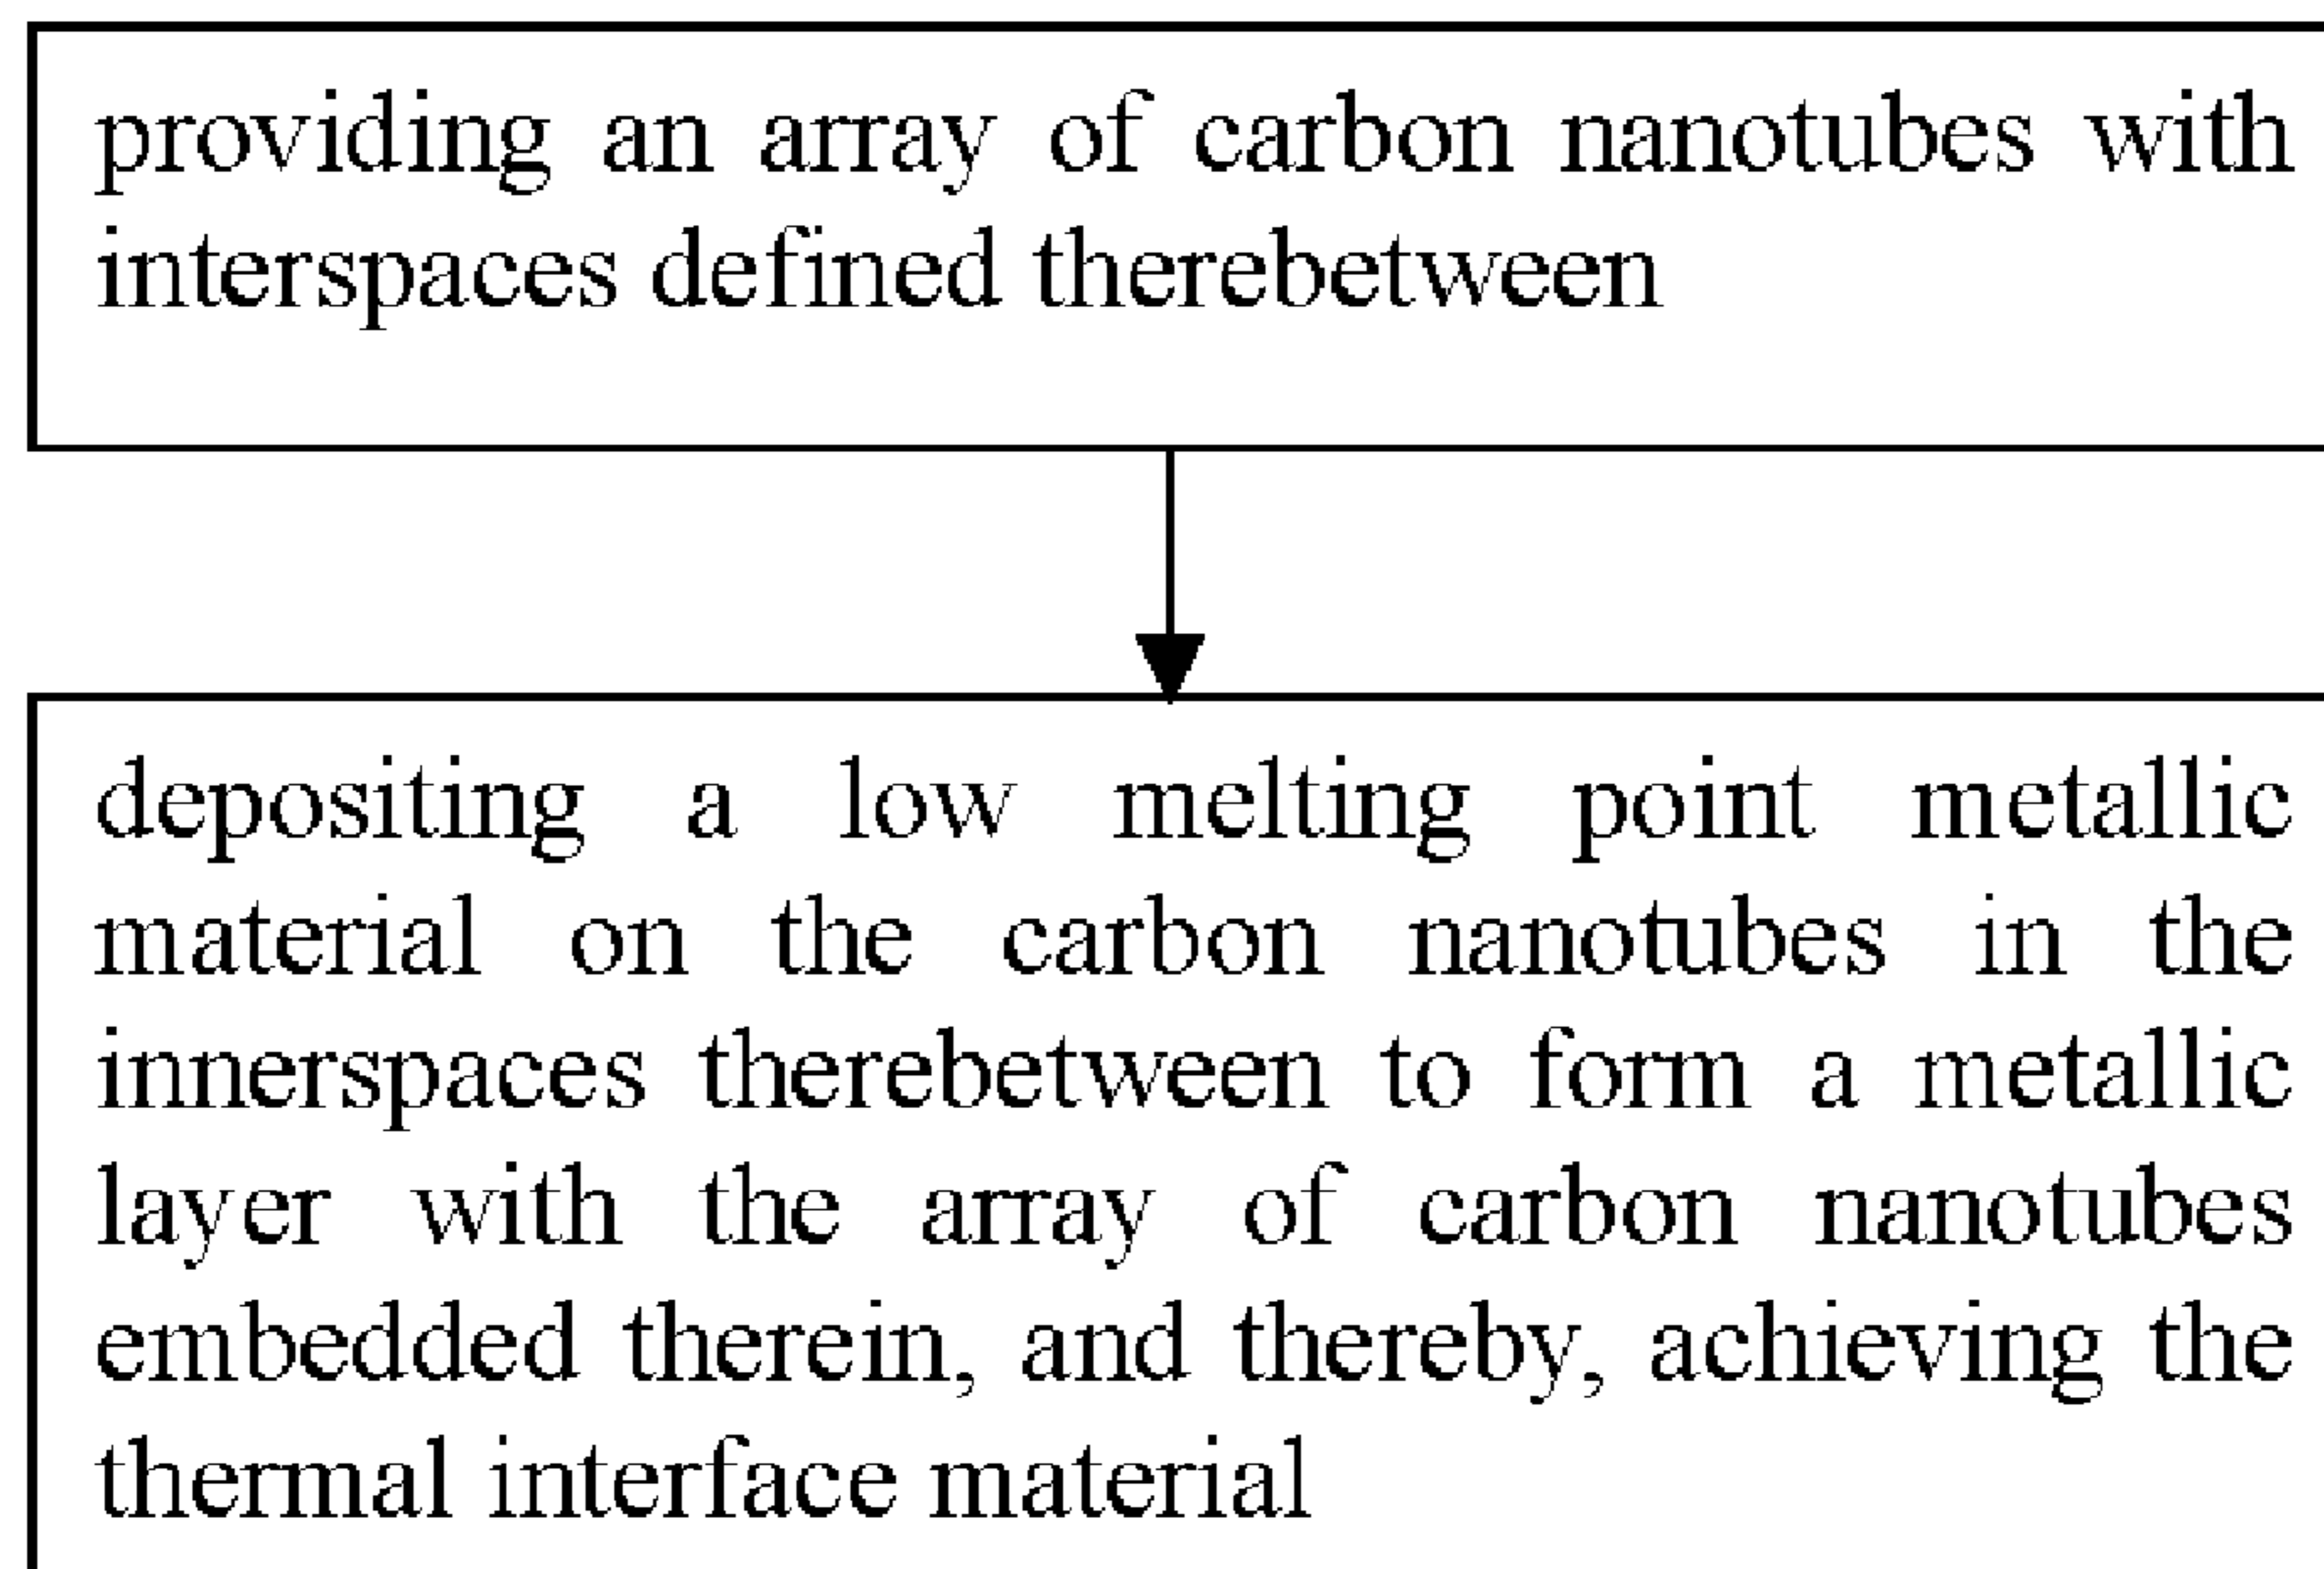 providing an array of carbon nanotubes with
interspaces defined therebetween
depositing a low melting point metallic
material on the carbon nanotubes in the
innerspaces therebetween to form a metallic
layer with the array of carbon nanotubes
embedded therein, and thereby, achieving the
thermal interface material